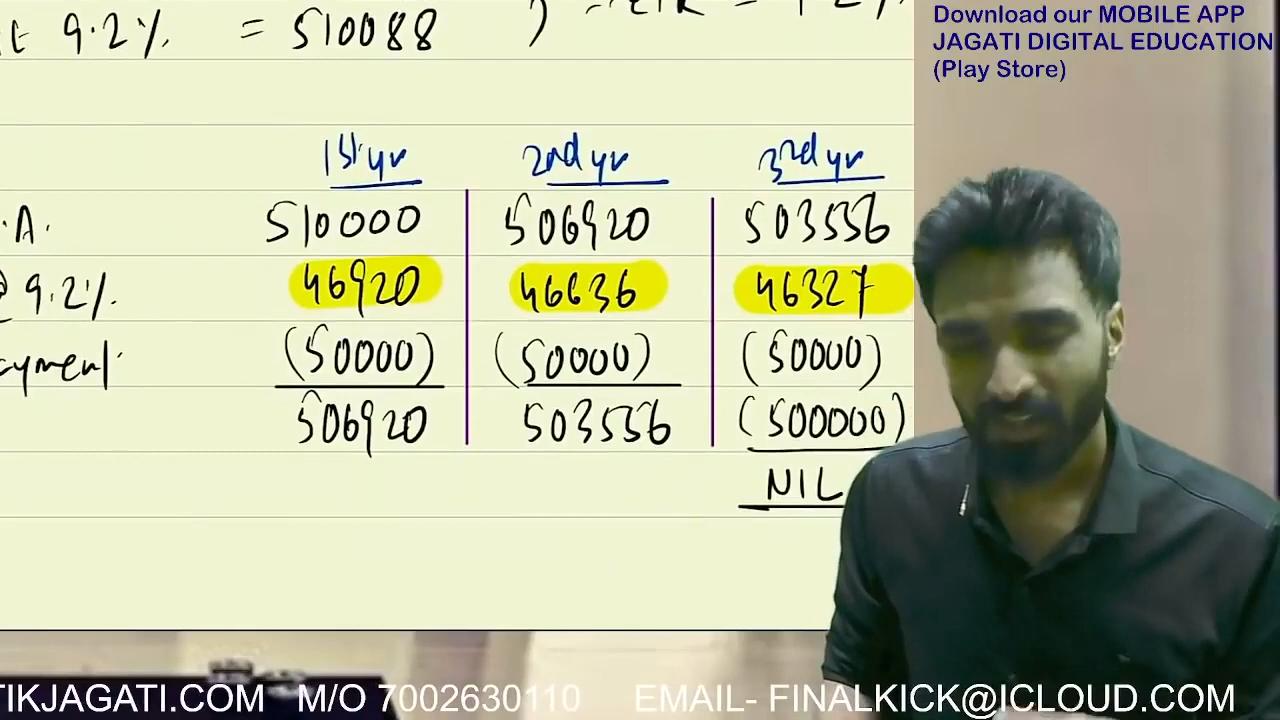 t 9.2% = 510088 )
Download our MOBILE APP
JAGATI DIGITAL EDUCATION
(Play Store)
1st yr 2nd yr 3rd yr
.A. 510000 506920 503556
@ 9.2%. 46920 46636 46327
ayment (50000) (50000) (50000)
506920 503556 (500000)
NIL
TIKJAGATI.COM M/O 7002630110 EMAIL- FINALKICK@ICLOUD.COM